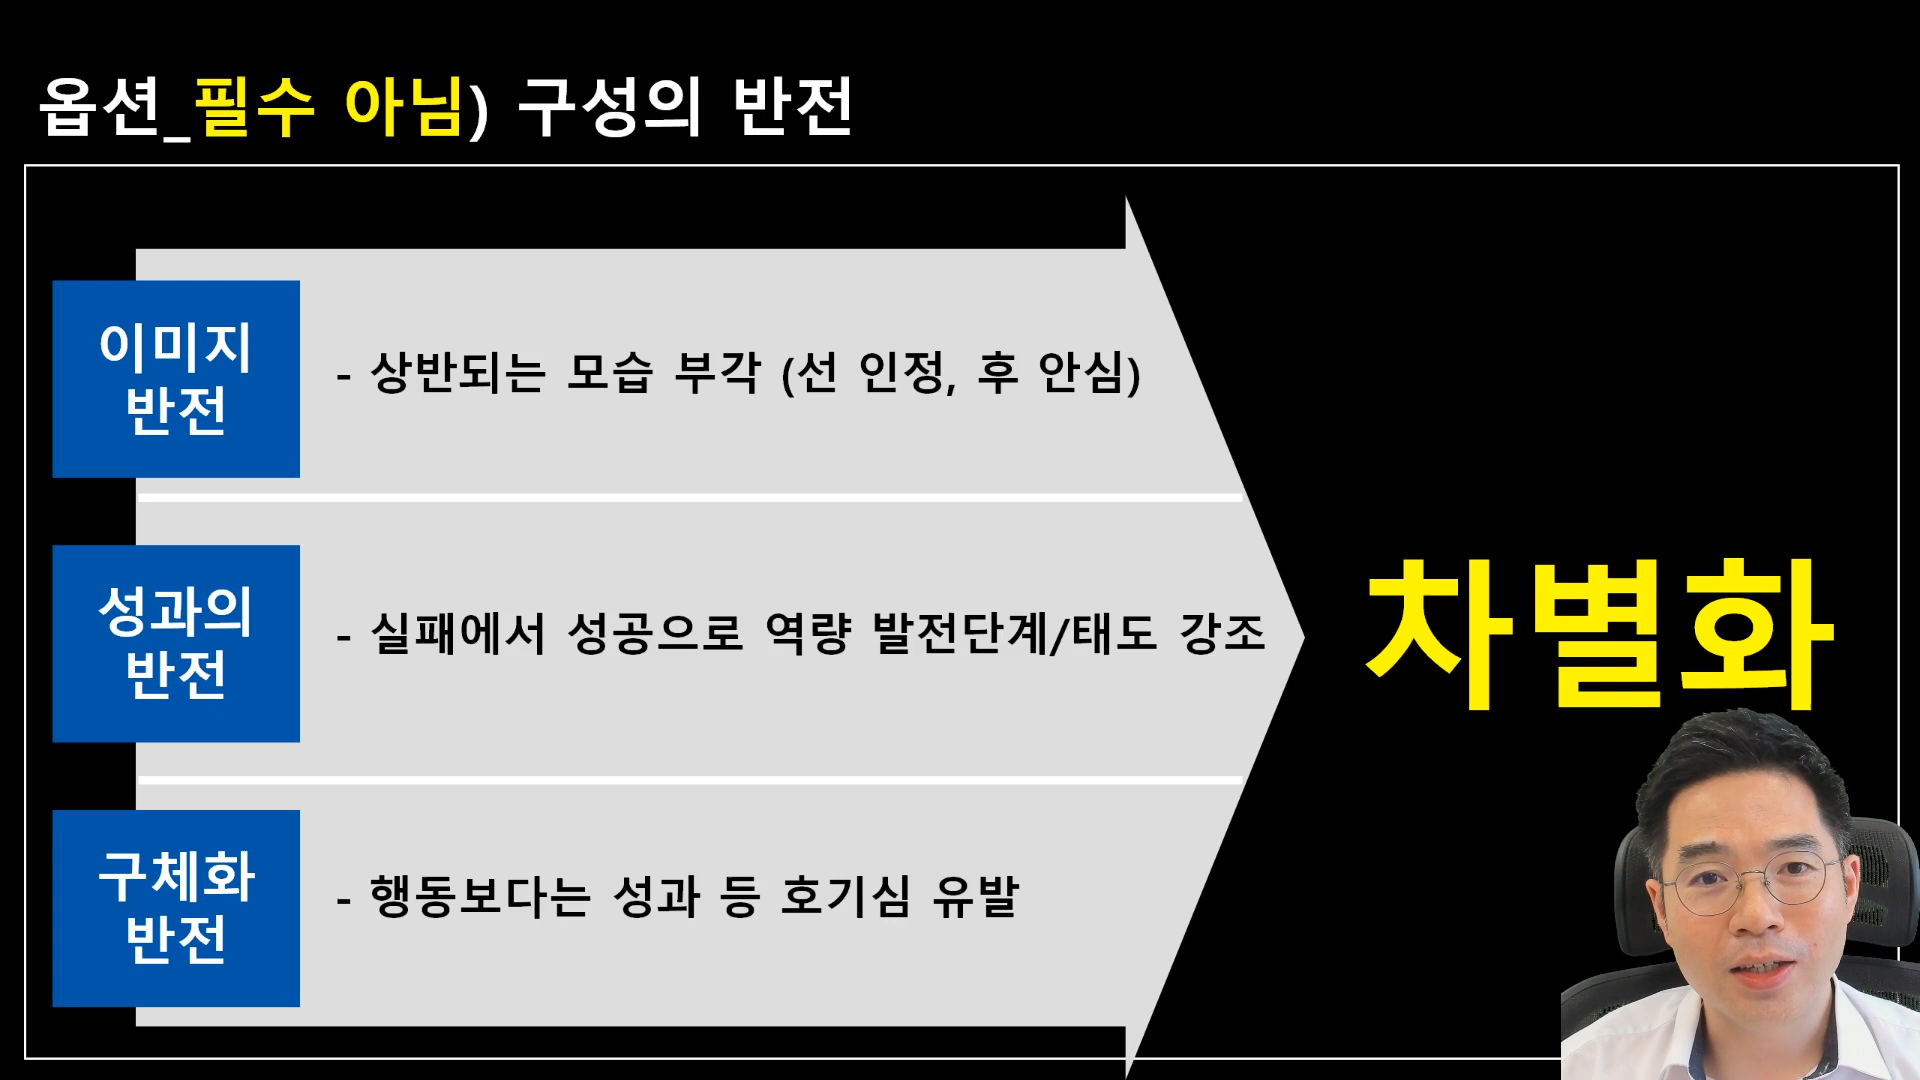 옵션_필수 아님) 구성의 반전
이미지
반전
- 상반되는 모습 부각 (선 인정, 후 안심)
성과의
반전
- 실패에서 성공으로 역량 발전단계/태도 강조
구체화
반전
- 행동보다는 성과 등 호기심 유발
차별화